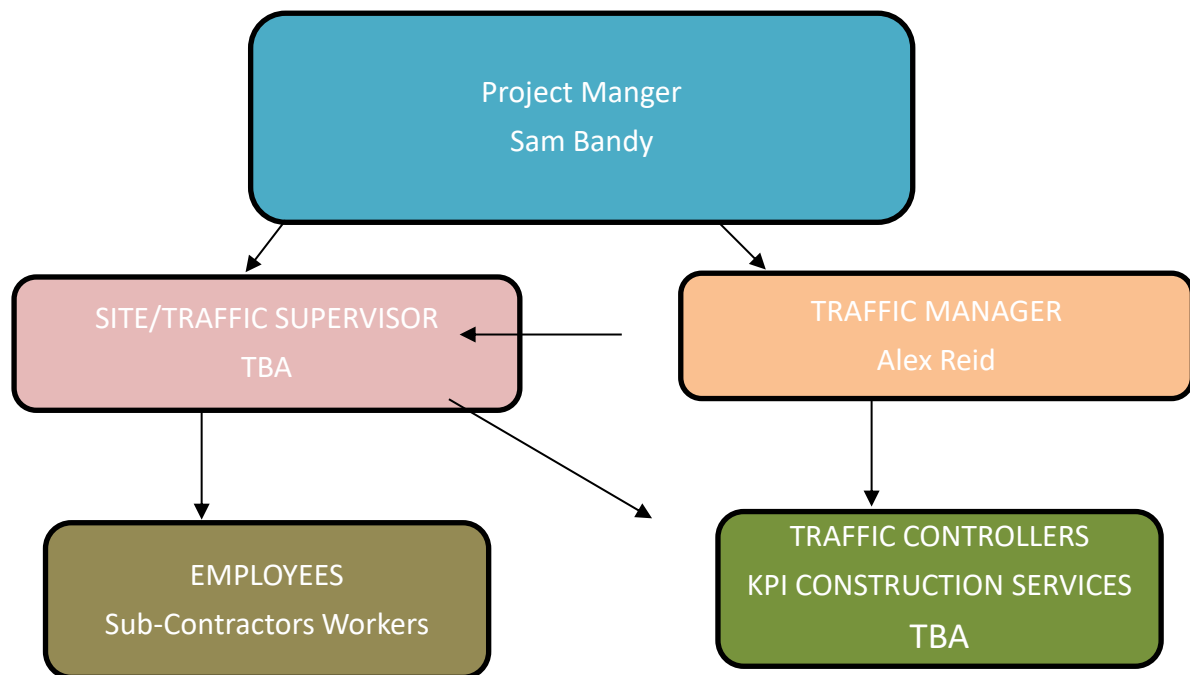 Project Manger
Sam Bandy
SITE/TRAFFIC SUPERVISOR
TBA
TRAFFIC MANAGER
Alex Reid
EMPLOYEES
Sub-Contractors Workers
TRAFFIC CONTROLLERS
KPI CONSTRUCTION SERVICES
TBA